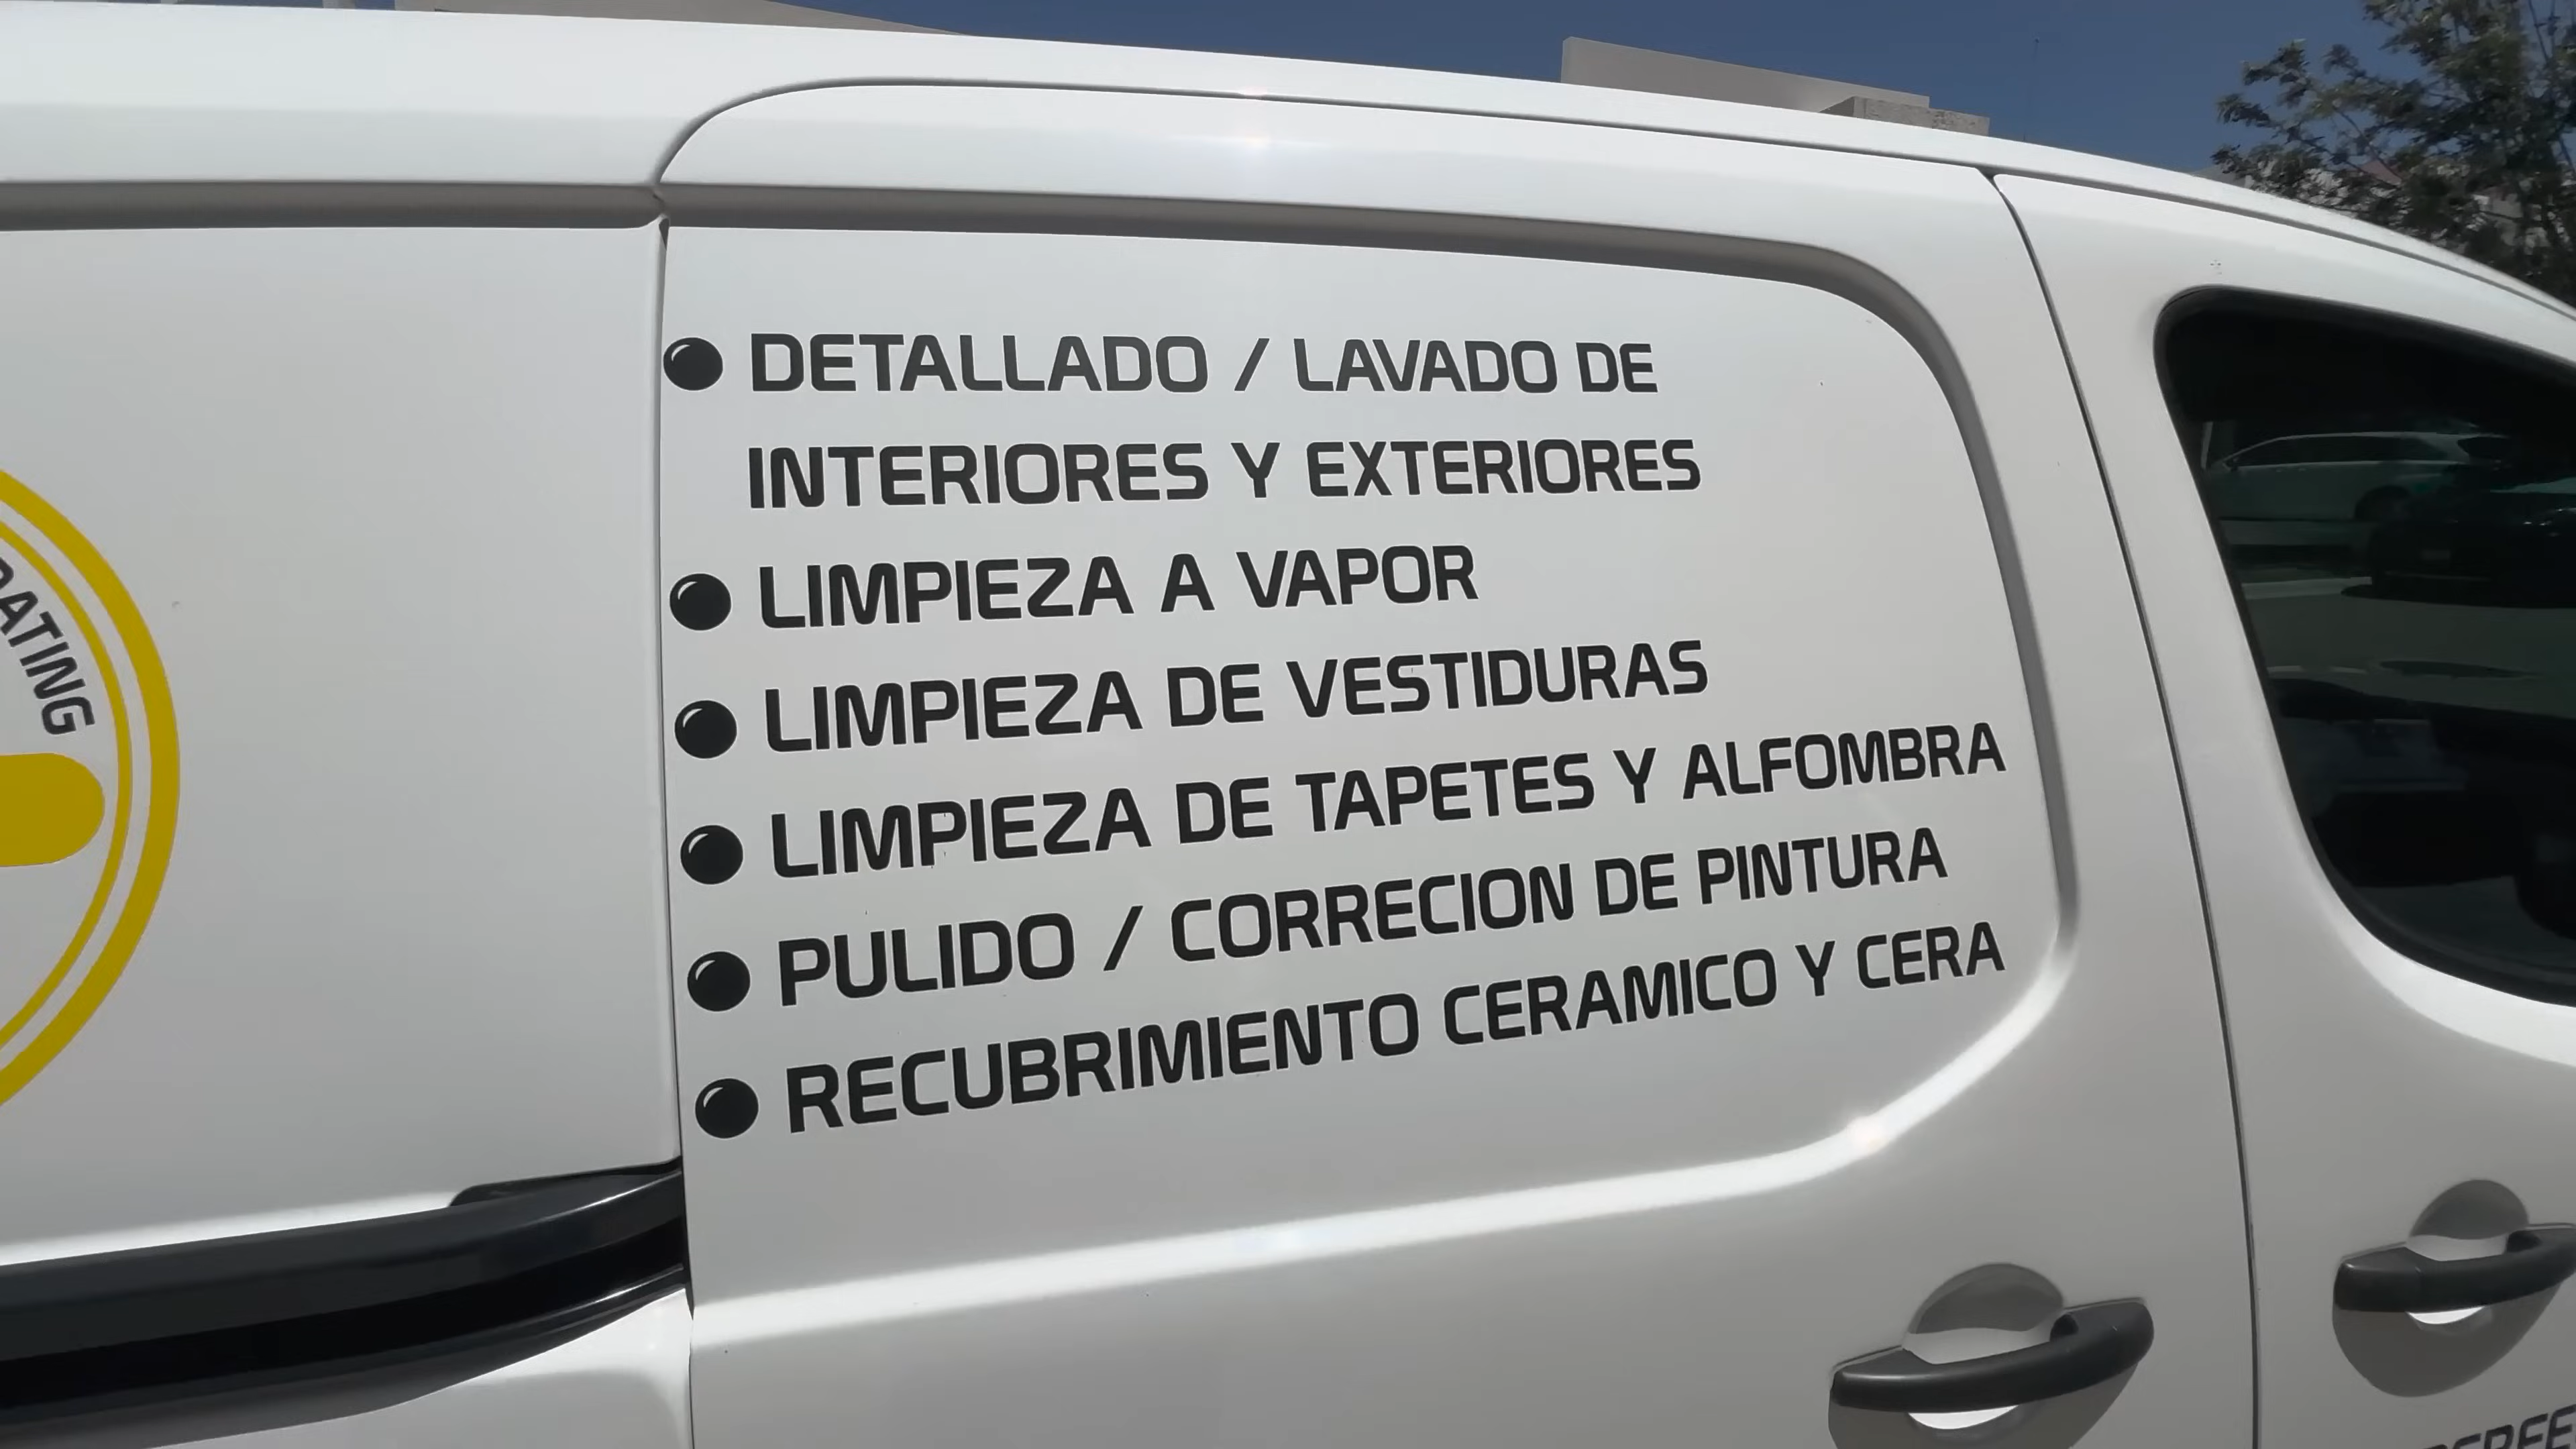 ● DETALLADO / LAVADO DE
INTERIORES Y EXTERIORES
● LIMPIEZA A VAPOR
● LIMPIEZA DE VESTIDURAS
● LIMPIEZA DE TAPETES Y ALFOMBRA
● PULIDO / CORRECION DE PINTURA
● RECUBRIMIENTO CERAMICO Y CERA